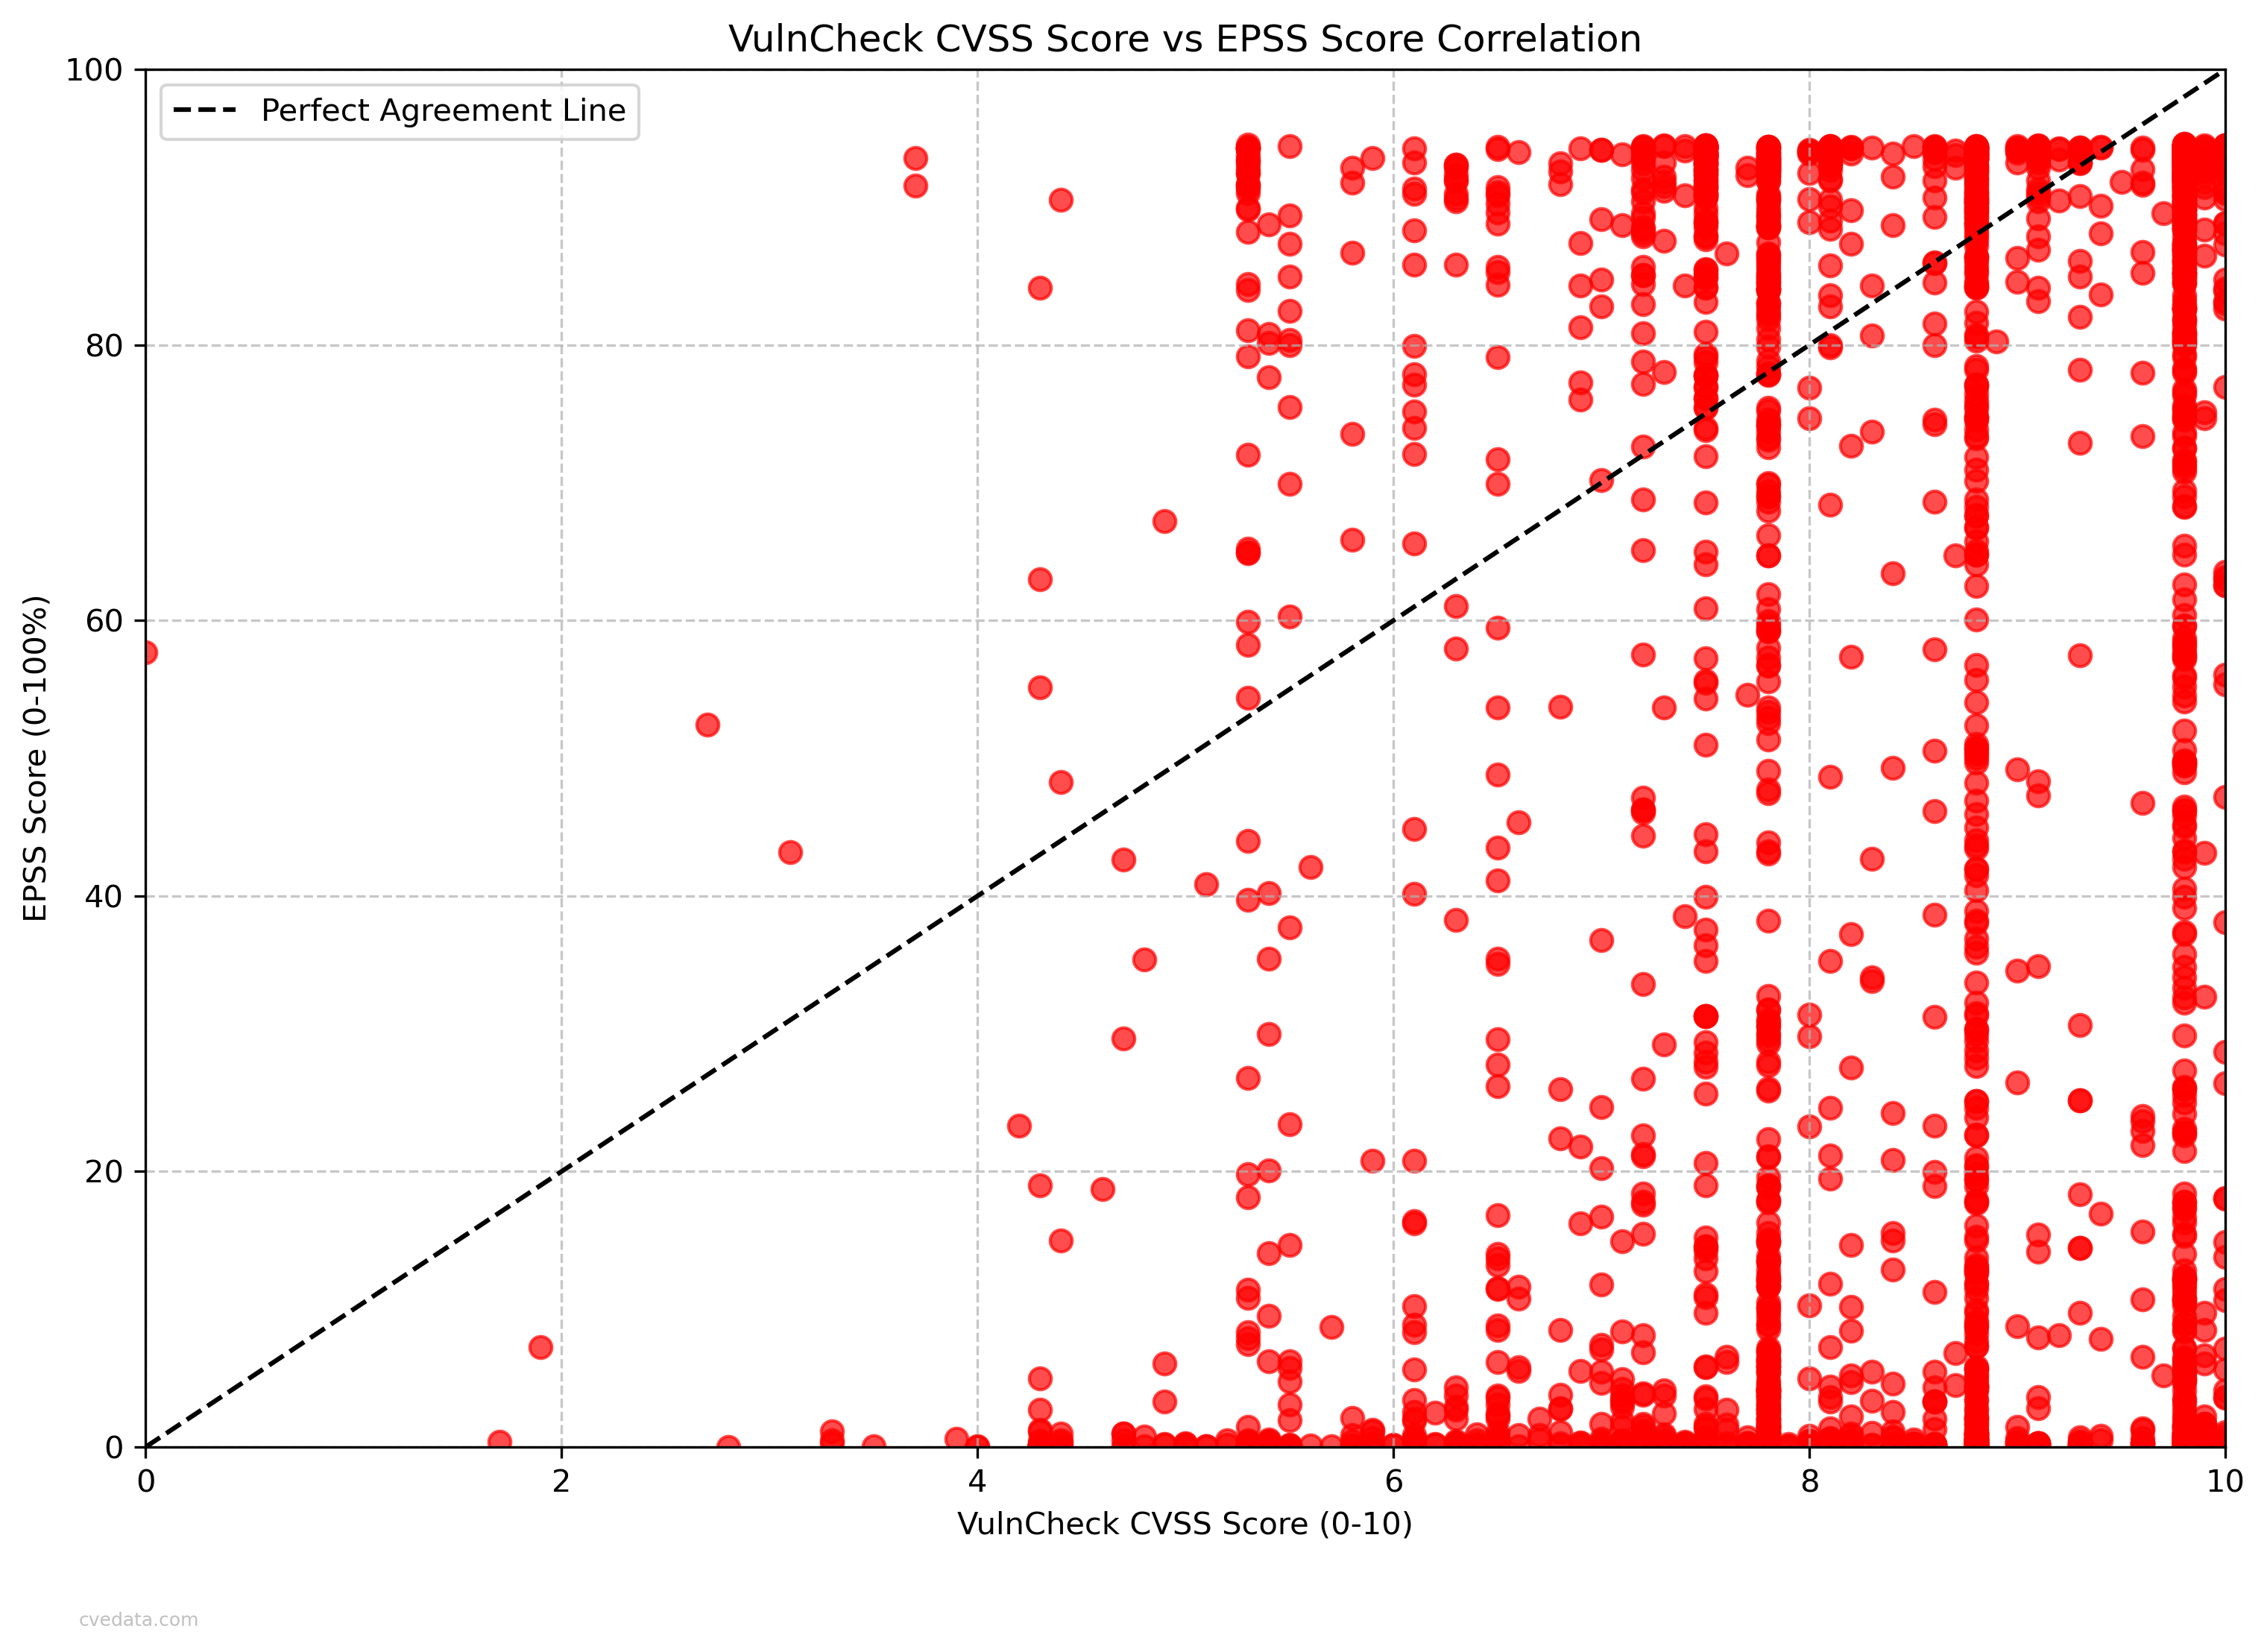 VulnCheck CVSS Score vs EPSS Score Correlation
Perfect Agreement Line
EPSS Score (0-100%)
100
80
60
40
20
0
0 2 4 6 8 10
VulnCheck CVSS Score (0-10)
cvedata.com